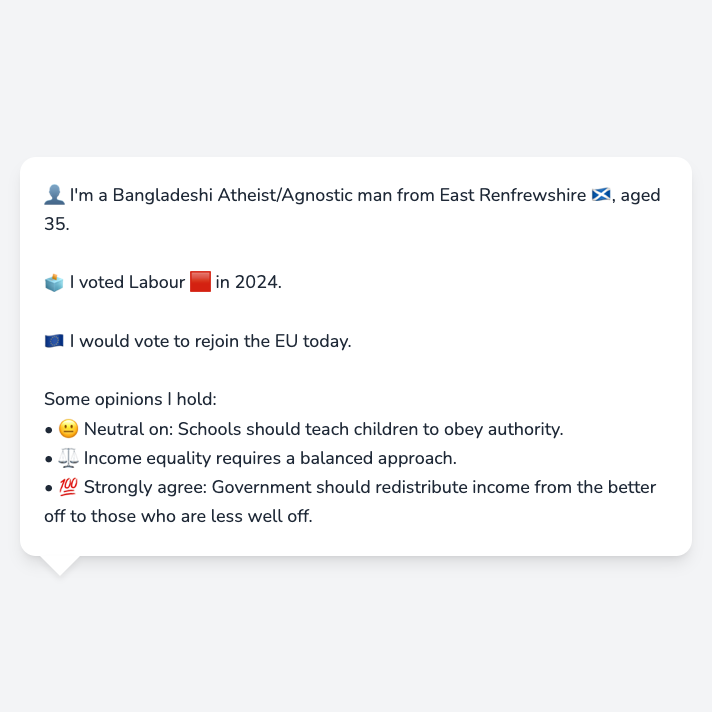 👤 I'm a Bangladeshi Atheist/Agnostic man from East Renfrewshire 🏴󠁧󠁢󠁳󠁣󠁴󠁿, aged
35.
🗳️ I voted Labour 🟥 in 2024.
🇪🇺 I would vote to rejoin the EU today.
Some opinions I hold:
• 😐 Neutral on: Schools should teach children to obey authority.
• ⚖️ Income equality requires a balanced approach.
• 💯 Strongly agree: Government should redistribute income from the better
off to those who are less well off.